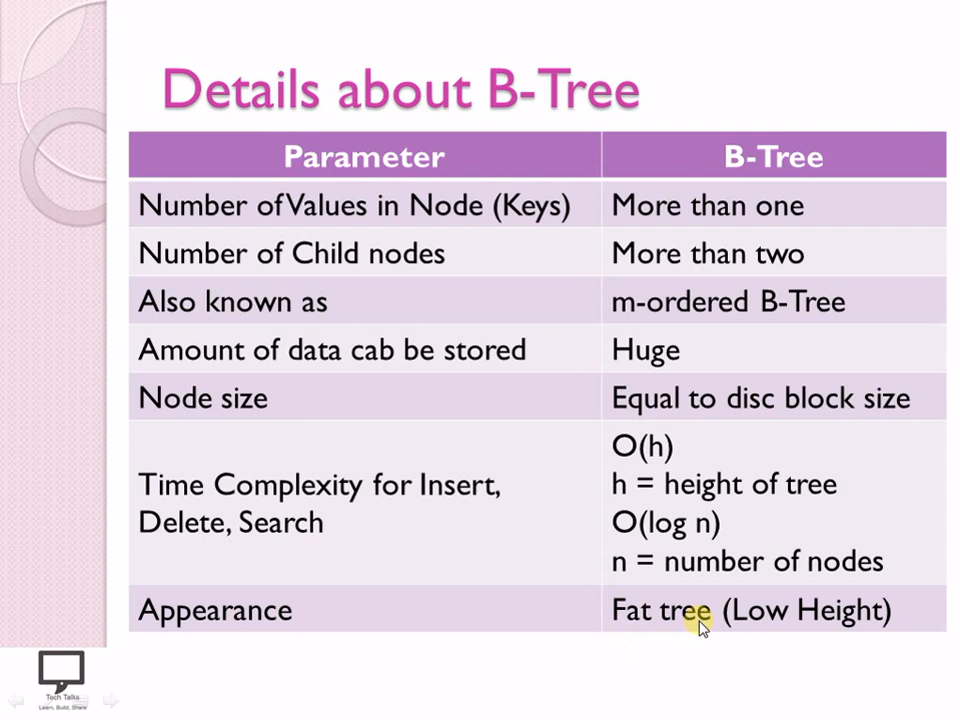 Details about B-Tree
Parameter B-Tree
Number of Values in Node (Keys) More than one
Number of Child nodes More than two
Also known as m-ordered B-Tree
Amount of data cab be stored Huge
Node size Equal to disc block size
Time Complexity for Insert,
Delete, Search
O(h)
h = height of tree
O(log n)
n = number of nodes
Appearance Fat tree (Low Height)
Tech Talks
Learn, Build, Share